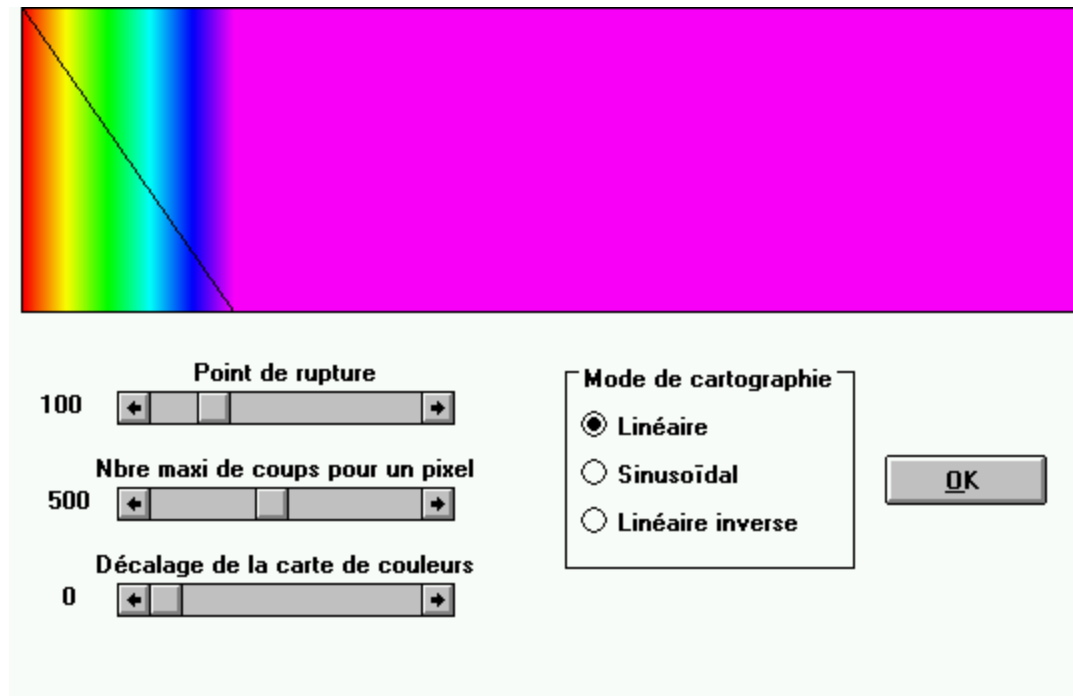 Point de rupture
100
Nbre maxi de coups pour un pixel
500
Décalage de la carte de couleurs
0
Mode de cartographie
Linéaire
Sinusoïdal
Linéaire inverse
OK